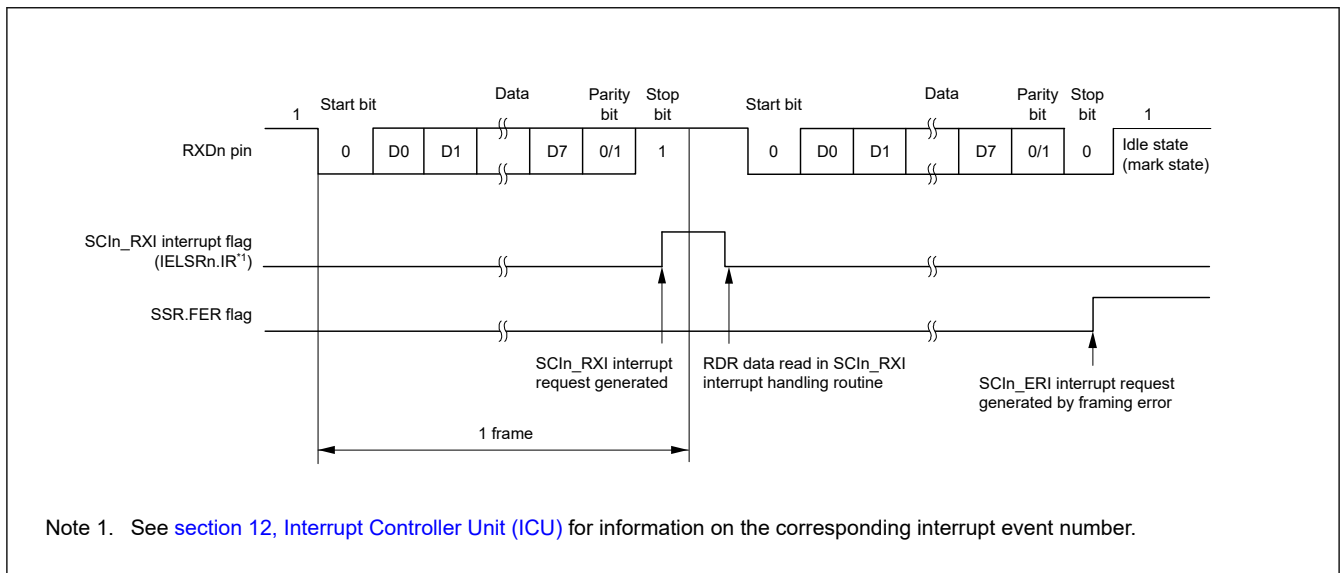 1
Start bit
Data
Parity
bit
Stop
bit
Start bit
Data
Parity
bit
Stop
bit
1
RXDn pin
0 D0 D1 D7 0/1 1 0 D0 D1 D7 0/1 0
Idle state
(mark state)
SCIn_RXI interrupt flag
(IELSRn.IR*1)
SSR.FER flag
SCIn_RXI interrupt
request generated
RDR data read in SCIn_RXI
interrupt handling routine
SCIn_ERI interrupt request
generated by framing error
1 frame
Note 1. See section 12, Interrupt Controller Unit (ICU) for information on the corresponding interrupt event number.